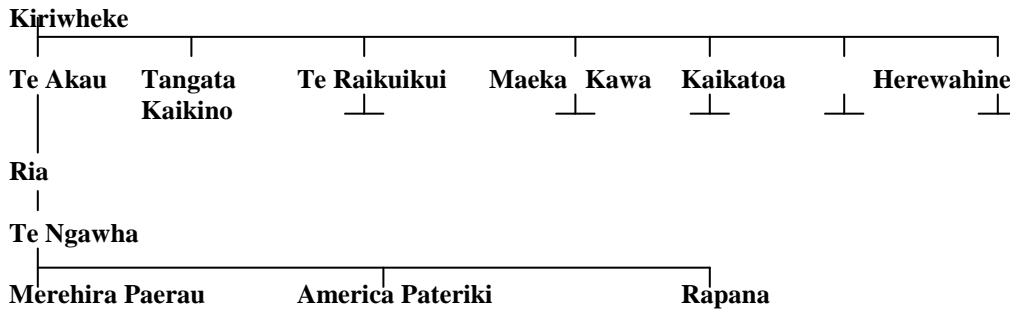 Kiriwheke
Te Akau Tangata Te Raikuikui Maeka Kawa Kaikatoa Herewahine
Kaikino
Ria
Te Ngawha
Merehira Paerau America Pateriki Rapana